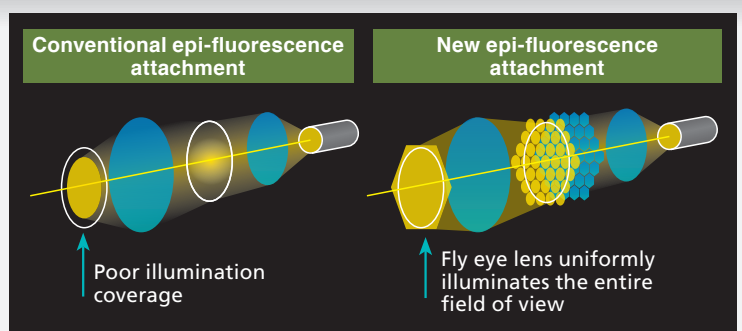 Conventional epi-fluorescence
attachment
New epi-fluorescence
attachment
Poor illumination
coverage
Fly eye lens uniformly
illuminates the entire
field of view